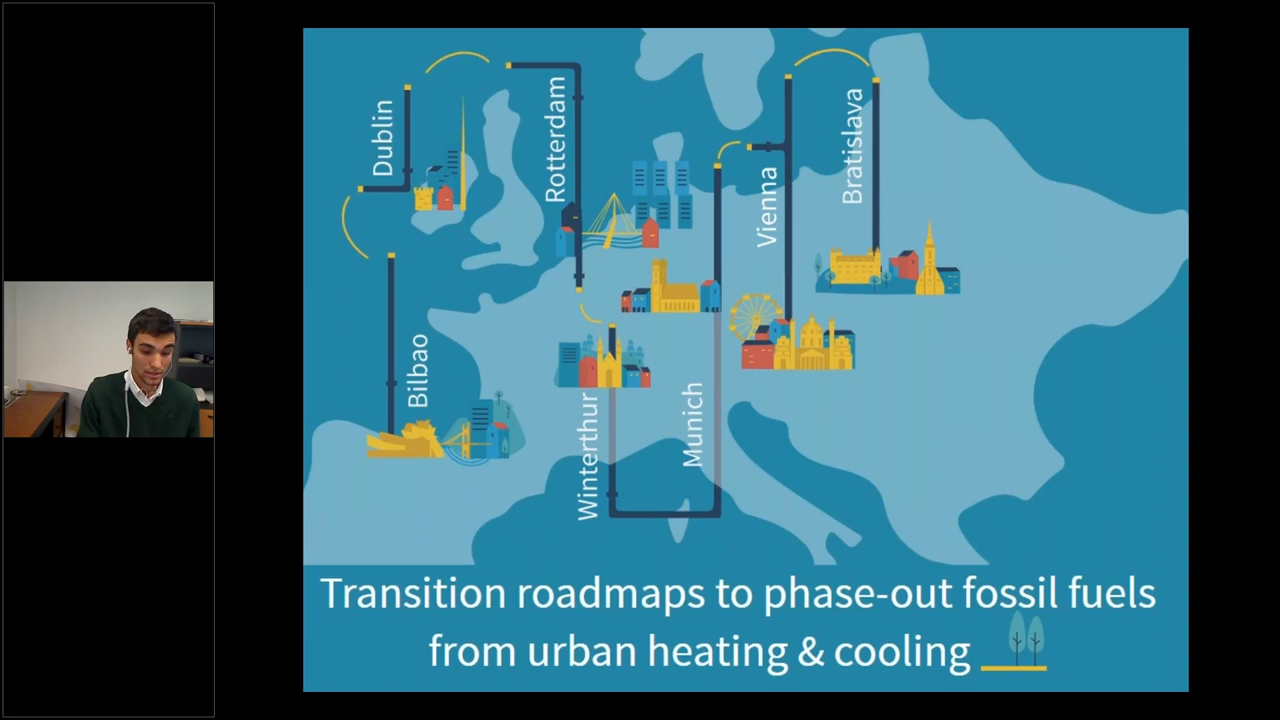 Dublin
Rotterdam
Vienna
Bratislava
Bilbao
Winterthur
Munich
Transition roadmaps to phase-out fossil fuels
from urban heating & cooling